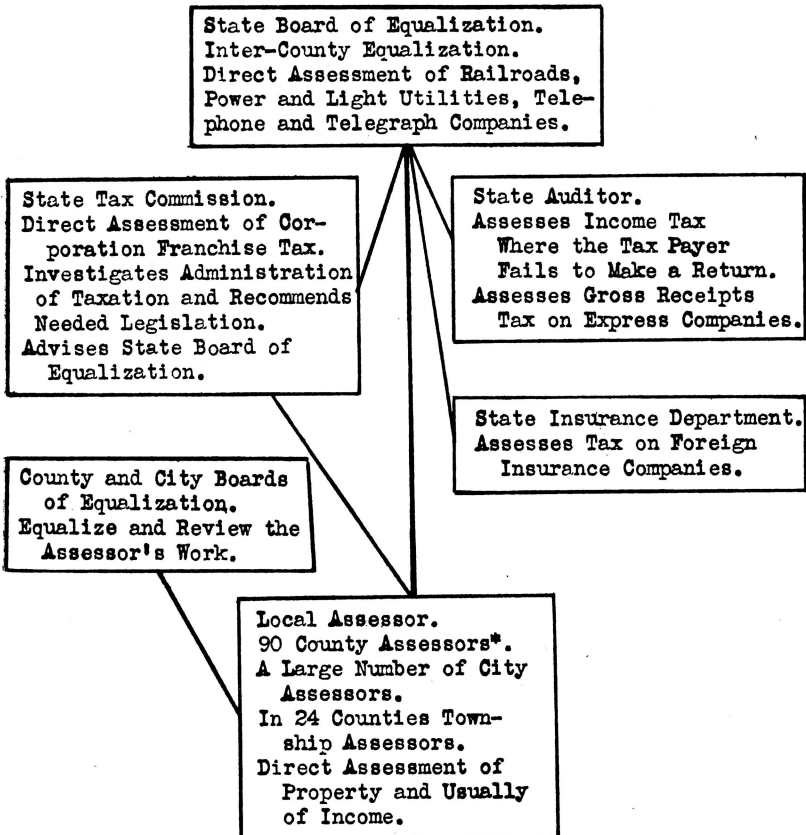 State Board of Equalization.
Inter-County Equalization.
Direct Assessment of Railroads,
Power and Light Utilities, Tele-
phone and Telegraph Companies.
State Tax Commission.
Direct Assessment of Cor-
poration Franchise Tax.
Investigates Administration
of Taxation and Recommends
Needed Legislation.
Advises State Board of
Equalization.
State Auditor.
Assesses Income Tax
Where the Tax Payer
Fails to Make a Return.
Assesses Gross Receipts
Tax on Express Companies.
State Insurance Department.
Assesses Tax on Foreign
Insurance Companies.
County and City Boards
of Equalization.
Equalize and Review the
Assessor's Work.
Local Assessor.
90 County Assessors*.
A Large Number of City
Assessors.
In 24 Counties Town-
ship Assessors.
Direct Assessment of
Property and Usually
of Income.